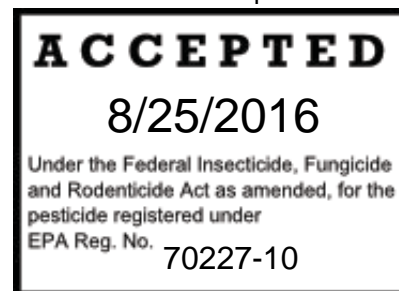 ACCEPTED
8/25/2016
Under the Federal Insecticide, Fungicide
and Rodenticide Act as amended, for the
pesticide registered under
EPA Reg. No. 70227-10